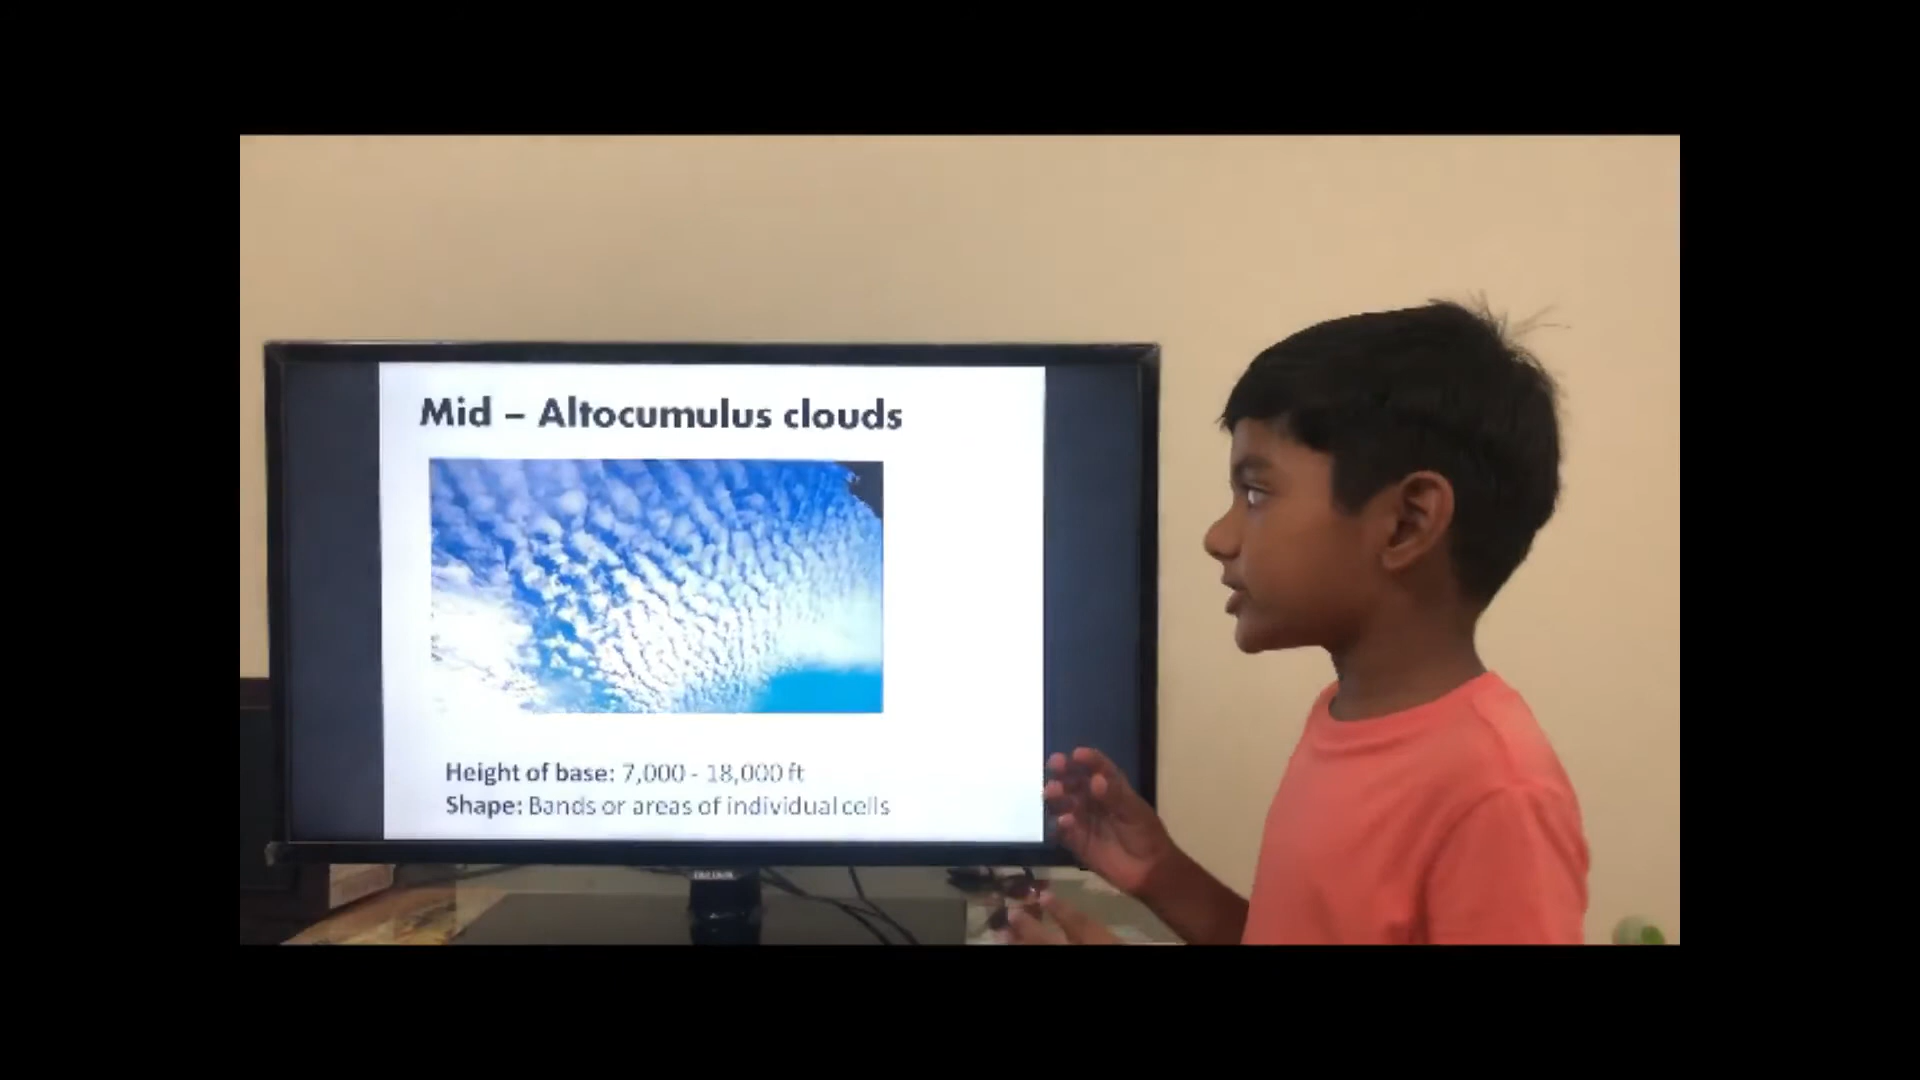 Mid – Altocumulus clouds
Height of base: 7,000 - 18,000 ft
Shape: Bands or areas of individual cells